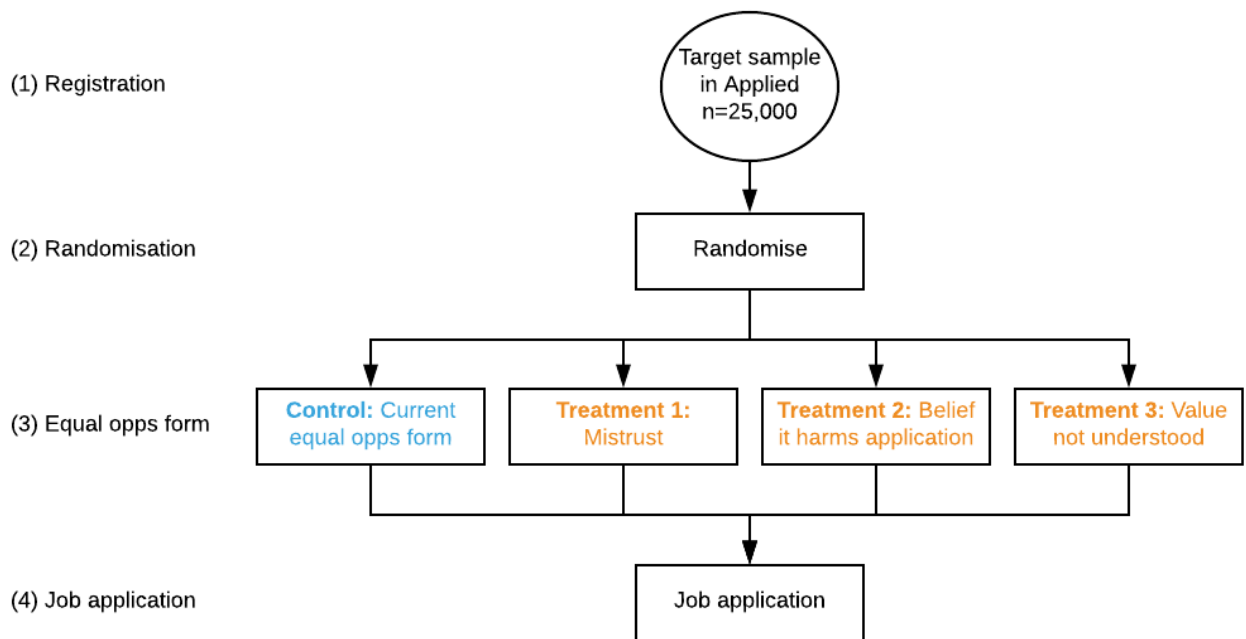 (1) Registration
Target sample
in Applied
n=25,000
(2) Randomisation
Randomise
(3) Equal opps form
Control: Current
equal opps form
Treatment 1:
Mistrust
Treatment 2: Belief
it harms application
Treatment 3: Value
not understood
(4) Job application
Job application